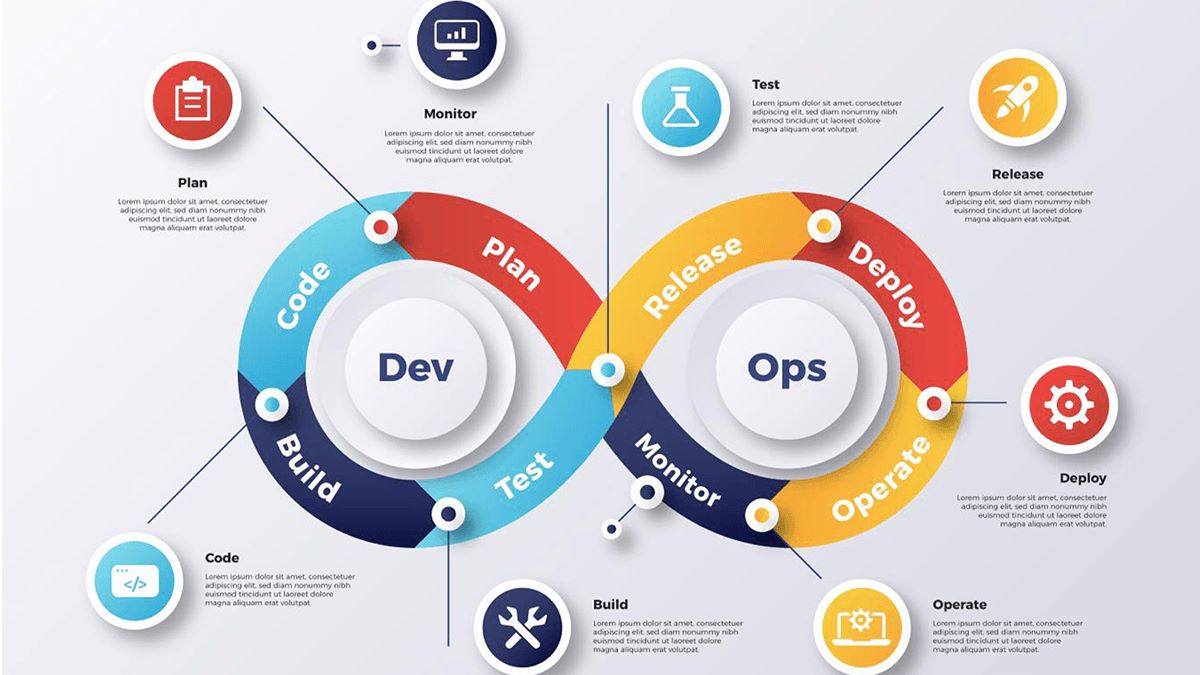 Monitor
Lorem ipsum dolor sit amet, consectetuer
adipiscing elit, sed diam nonummy nibh
euismod tincidunt ut laoreet dolore
magna aliquam erat volutpat.
Test
Lorem ipsum dolor sit amet, consectetuer
adipiscing elit, sed diam nonummy nibh
euismod tincidunt ut laoreet dolore
magna aliquam erat volutpat.
Plan
Lorem ipsum dolor sit amet, consectetuer
adipiscing elit, sed diam nonummy nibh
euismod tincidunt ut laoreet dolore
magna aliquam erat volutpat.
Release
Lorem ipsum dolor sit amet, consectetuer
adipiscing elit, sed diam nonummy nibh
euismod tincidunt ut laoreet dolore
magna aliquam erat volutpat.
Plan
Code
Build
Test
Dev
Release
Deploy
Operate
Monitor
Ops
Deploy
Lorem ipsum dolor sit amet, consectetuer
adipiscing elit, sed diam nonummy nibh
euismod tincidunt ut laoreet dolore
magna aliquam erat volutpat.
</>
Code
Lorem ipsum dolor sit amet, consectetuer
adipiscing elit, sed diam nonummy nibh
euismod tincidunt ut laoreet dolore
magna aliquam erat volutpat.
Build
Lorem ipsum dolor sit amet, consectetuer
adipiscing elit, sed diam nonummy nibh
euismod tincidunt ut laoreet dolore
magna aliquam erat volutpat.
Operate
Lorem ipsum dolor sit amet, consectetuer
adipiscing elit, sed diam nonummy nibh
euismod tincidunt ut laoreet dolore
magna aliquam erat volutpat.